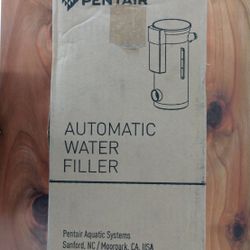 PENTAIR
AUTOMATIC
WATER
FILLER
Pentair Aquatic Systems
Sanford, NC / Moorpark, CA, USA